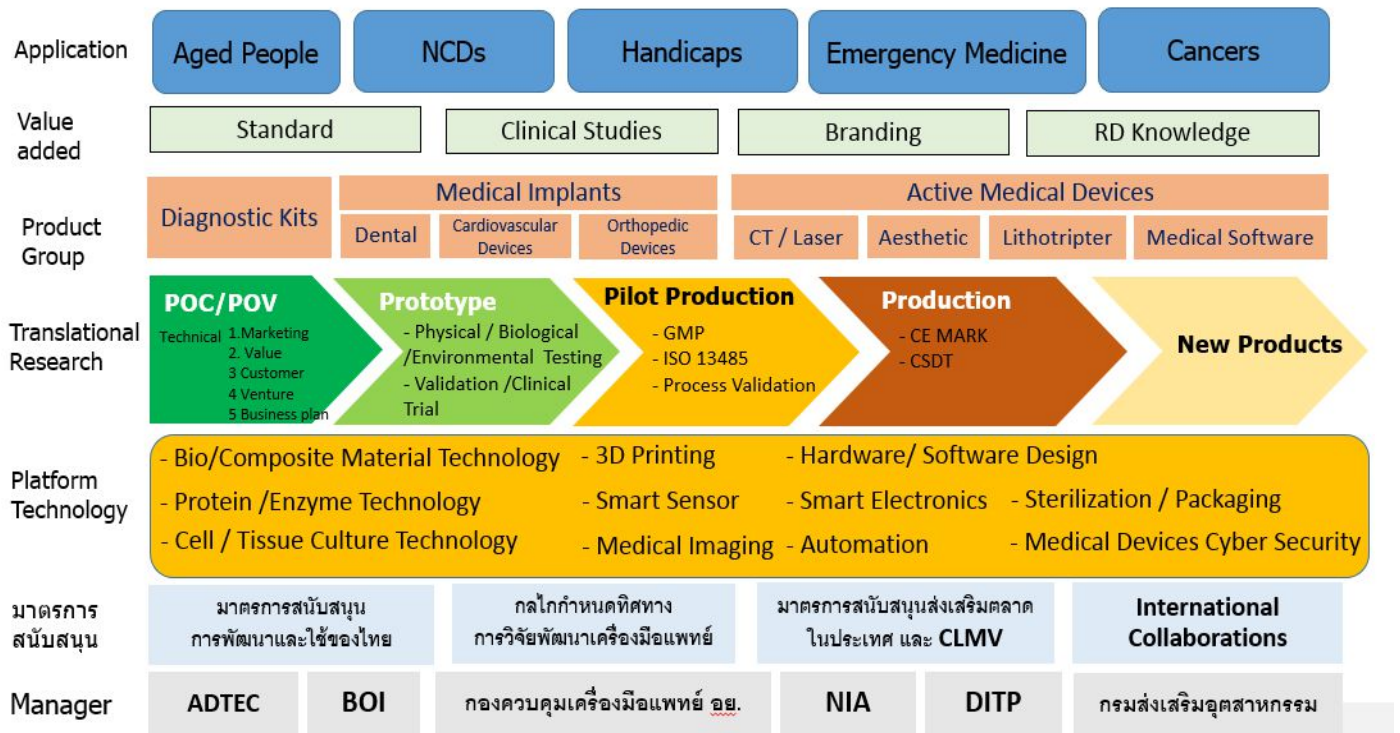 Application
Aged People
NCDs
Handicaps
Emergency Medicine
Cancers
Value
added
Standard
Clinical Studies
Branding
RD Knowledge
Product
Group
Diagnostic Kits
Medical Implants
Dental
Cardiovascular
Devices
Orthopedic
Devices
Active Medical Devices
CT / Laser
Aesthetic
Lithotripter
Medical Software
Translational
Research
POC/POV
Technical
1.Marketing
2. Value
3 Customer
4 Venture
5 Business plan
Prototype
- Physical / Biological
/Environmental Testing
- Validation /Clinical
Trial
Pilot Production
- GMP
- ISO 13485
- Process Validation
Production
- CE MARK
- CSDT
New Products
Platform
Technology
- Bio/Composite Material Technology
- Protein /Enzyme Technology
- Cell / Tissue Culture Technology
- 3D Printing
- Smart Sensor
- Medical Imaging
- Hardware/ Software Design
- Smart Electronics
- Automation
- Sterilization / Packaging
- Medical Devices Cyber Security
มาตรการ
สนับสนุน
มาตรการสนับสนุน
การพัฒนาและใช้ของไทย
กลไกกำหนดทิศทาง
การวิจัยพัฒนาเครื่องมือแพทย์
มาตรการสนับสนุนส่งเสริมตลาด
ในประเทศ และ CLMV
International
Collaborations
Manager
ADTEC
BOI
กองควบคุมเครื่องมือแพทย์ อย.
NIA
DITP
กรมส่งเสริมอุตสาหกรรม